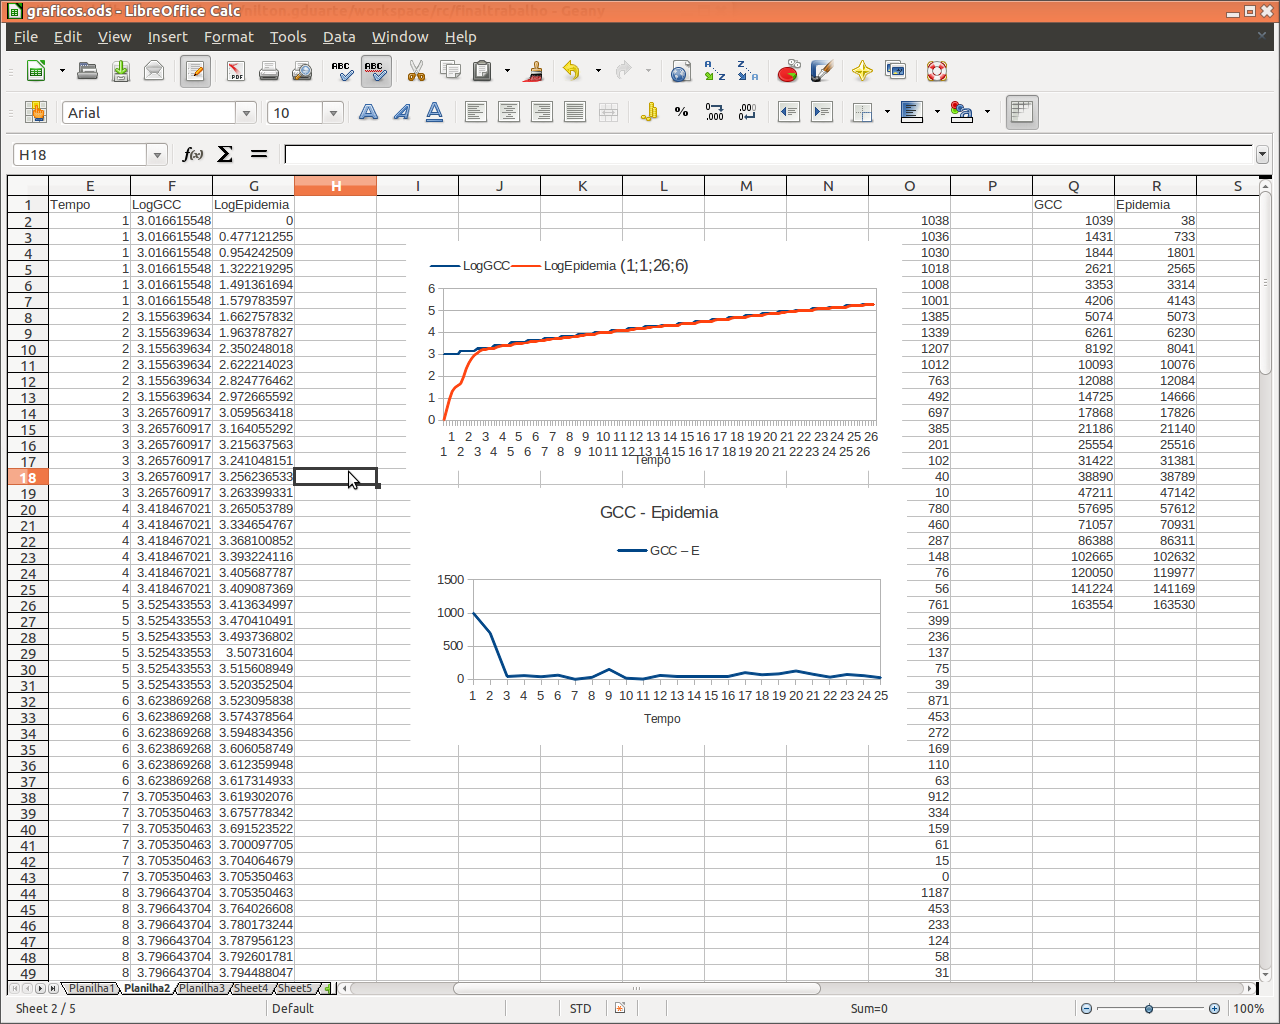 graficos.ods - LibreOffice Calc
File Edit View Insert Format Tools Data Window Help
Arial 10
H18
E F G H I J K L M N O P Q R S
1 Tempo LogGCC LogEpidemia GCC Epidemia
2 1 3.016615548 0 1038 1039 38
3 1 3.016615548 0.477121255 1036 1431 733
4 1 3.016615548 0.954242509 1030 1844 1801
5 1 3.016615548 1.322219295 1018 2621 2565
6 1 3.016615548 1.491361694 1008 3353 3314
7 1 3.016615548 1.579783597 1001 4206 4143
8 2 3.155639634 1.662757832 1385 5074 5073
9 2 3.155639634 1.963787827 1339 6261 6230
10 2 3.155639634 2.350248018 1207 8192 8041
11 2 3.155639634 2.622214023 1012 10093 10076
12 2 3.155639634 2.824776462 763 12088 12084
13 2 3.155639634 2.972665592 492 14725 14666
14 3 3.265760917 3.059563418 697 17868 17826
15 3 3.265760917 3.164055292 385 21186 21140
16 3 3.265760917 3.215637563 201 25554 25516
17 3 3.265760917 3.241048151 102 31422 31381
18 3 3.265760917 3.256236533 40 38890 38789
19 3 3.265760917 3.263399331 10 47211 47142
20 4 3.418467021 3.265053789 780 57695 57612
21 4 3.418467021 3.334654767 460 71057 70931
22 4 3.418467021 3.368100852 287 86388 86311
23 4 3.418467021 3.393224116 148 102665 102632
24 4 3.418467021 3.405687787 76 120050 119977
25 4 3.418467021 3.409087369 56 141224 141169
26 5 3.525433553 3.413634997 761 163554 163530
27 5 3.525433553 3.470410491 399
28 5 3.525433553 3.493736802 236
29 5 3.525433553 3.50731604 137
30 5 3.525433553 3.515608949 75
31 5 3.525433553 3.520352504 39
32 6 3.623869268 3.523095838 871
33 6 3.623869268 3.574378564 453
34 6 3.623869268 3.594834356 272
35 6 3.623869268 3.606058749 169
36 6 3.623869268 3.612359948 110
37 6 3.623869268 3.617314933 63
38 7 3.705350463 3.619302076 912
39 7 3.705350463 3.675778342 334
40 7 3.705350463 3.691523522 159
41 7 3.705350463 3.700097705 61
42 7 3.705350463 3.704064679 15
43 7 3.705350463 3.705350463 0
44 8 3.796643704 3.705350463 1187
45 8 3.796643704 3.764026608 453
46 8 3.796643704 3.780173244 233
47 8 3.796643704 3.787956123 124
48 8 3.796643704 3.792601781 58
49 8 3.796643704 3.794488047 31
LogGCC LogEpidemia (1;1;26;6)
6
5
4
3
2
1
0
1 2 3 4 5 6 7 8 9 10 11 12 13 14 15 16 17 18 19 20 21 22 23 24 25 26
1 2 3 4 5 6 7 8 9 10 11 12 13 14 15 16 17 18 19 20 21 22 23 24 25 26
Tempo
GCC - Epidemia
GCC – E
1500
1000
500
0
1 2 3 4 5 6 7 8 9 10 11 12 13 14 15 16 17 18 19 20 21 22 23 24 25
Tempo
Planilha1 Planilha2 Planilha3 Sheet4 Sheet5
Sheet 2 / 5 Default STD Sum=0 100%